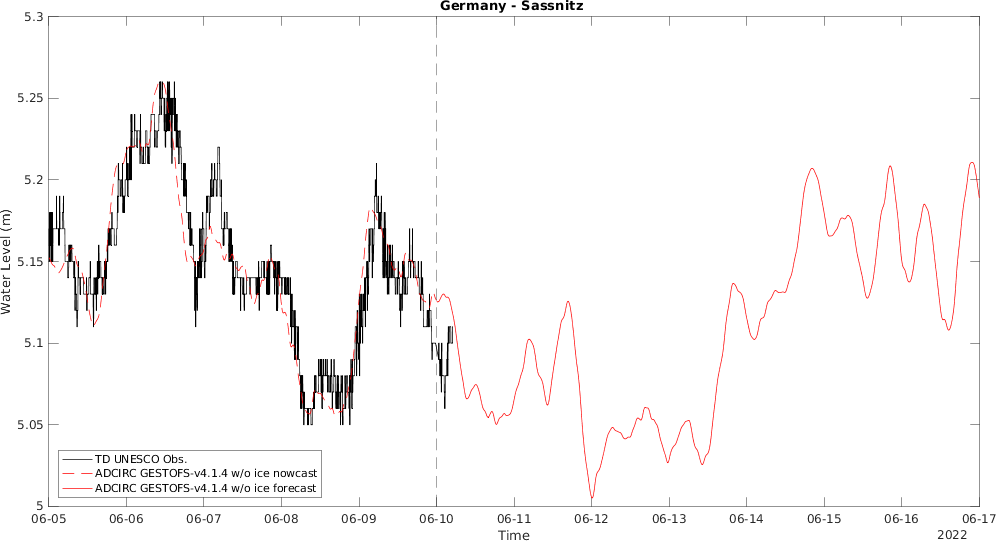 Germany - Sassnitz
5.3
5.25
5.2
5.15
5.1
5.05
5
Water Level (m)
TD UNESCO Obs.
ADCIRC GESTOFS-v4.1.4 w/o ice nowcast
ADCIRC GESTOFS-v4.1.4 w/o ice forecast
06-05 06-06 06-07 06-08 06-09 06-10 06-11 06-12 06-13 06-14 06-15 06-16 06-17
Time
2022